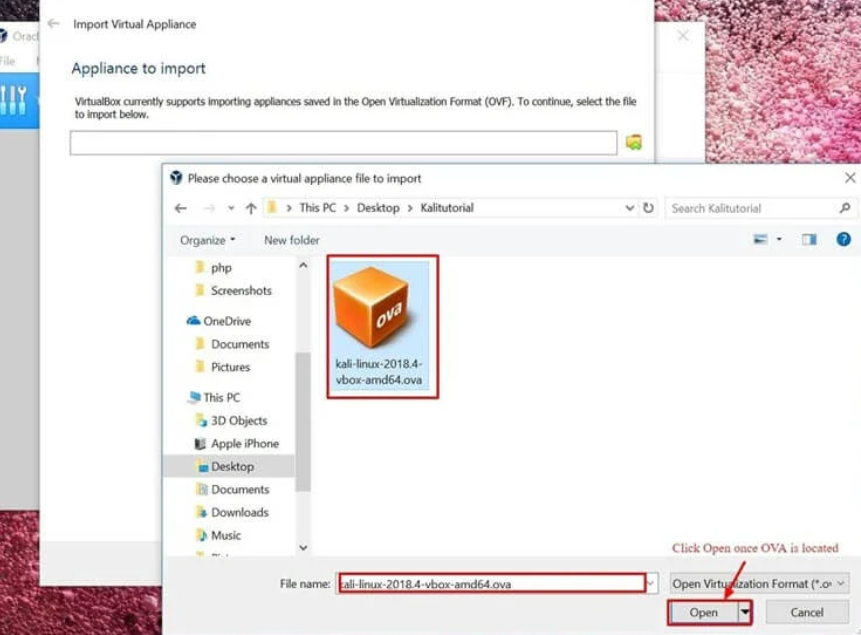 Import Virtual Appliance
Orac
File
Appliance to import
VirtualBox currently supports importing appliances saved in the Open Virtualization Format (OVF). To continue, select the file
to import below.
Please choose a virtual appliance file to import
This PC > Desktop > Kalitutorial
Search Kalitutorial
Organize
New folder
php
Screenshots
OneDrive
Documents
Pictures
This PC
3D Objects
Apple iPhone
Desktop
Documents
Downloads
Music
ova
kali-linux-2018.4-
vbox-amd64.ova
Click Open once OVA is located
File name:
kali-linux-2018.4-vbox-amd64.ova
Open Virtualization Format (*.ov
Open
Cancel